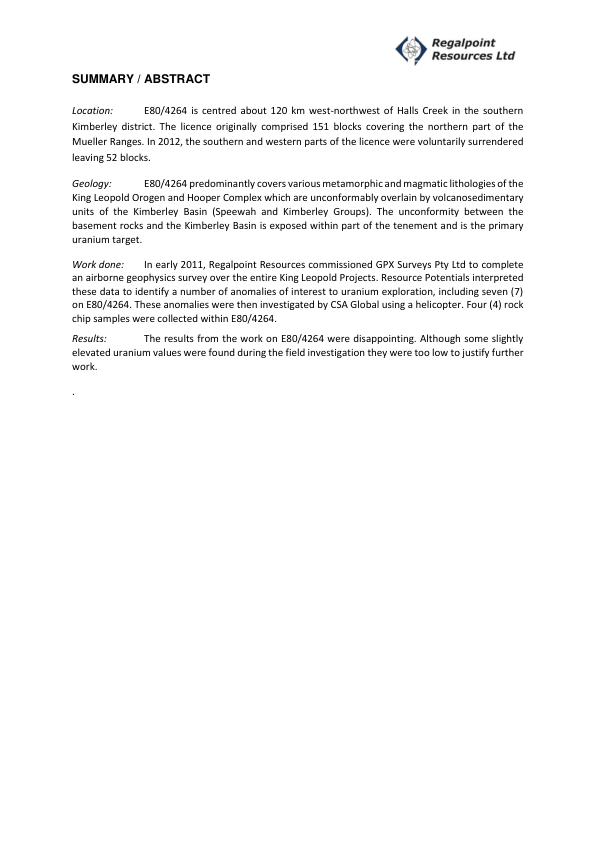 Regalpoint
Resources Ltd
SUMMARY / ABSTRACT
Location: E80/4264 is centred about 120 km west-northwest of Halls Creek in the southern
Kimberley district. The licence originally comprised 151 blocks covering the northern part of the
Mueller Ranges. In 2012, the southern and western parts of the licence were voluntarily surrendered
leaving 52 blocks.
Geology: E80/4264 predominantly covers various metamorphic and magmatic lithologies of the
King Leopold Orogen and Hooper Complex which are unconformably overlain by volcanosedimentary
units of the Kimberley Basin (Speewah and Kimberley Groups). The unconformity between the
basement rocks and the Kimberley Basin is exposed within part of the tenement and is the primary
uranium target.
Work done: In early 2011, Regalpoint Resources commissioned GPX Surveys Pty Ltd to complete
an airborne geophysics survey over the entire King Leopold Projects. Resource Potentials interpreted
these data to identify a number of anomalies of interest to uranium exploration, including seven (7)
on E80/4264. These anomalies were then investigated by CSA Global using a helicopter. Four (4) rock
chip samples were collected within E80/4264.
Results: The results from the work on E80/4264 were disappointing. Although some slightly
elevated uranium values were found during the field investigation they were too low to justify further
work.
.